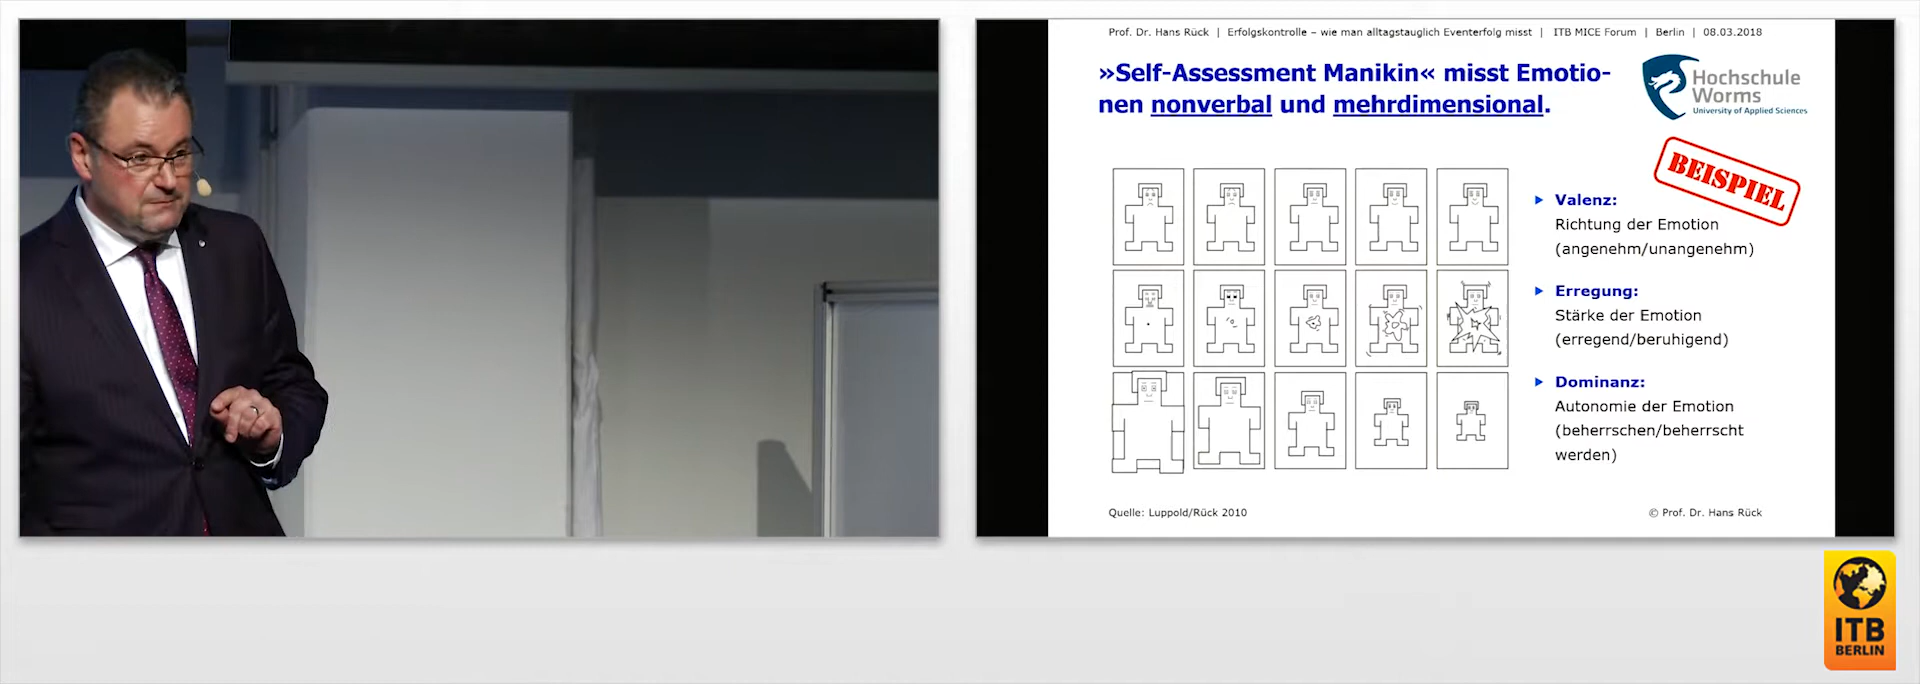 Prof. Dr. Hans Rück | Erfolgskontrolle – wie man alltagstauglich Eventerfolg misst | ITB MICE Forum | Berlin | 08.03.2018
»Self-Assessment Manikin« misst Emotio-
nen nonverbal und mehrdimensional.
Hochschule
Worms
University of Applied Sciences
BEISPIEL
▶ Valenz:
Richtung der Emotion
(angenehm/unangenehm)
▶ Erregung:
Stärke der Emotion
(erregend/beruhigend)
▶ Dominanz:
Autonomie der Emotion
(beherrschen/beherrscht
werden)
Quelle: Luppold/Rück 2010
© Prof. Dr. Hans Rück
ITB
BERLIN